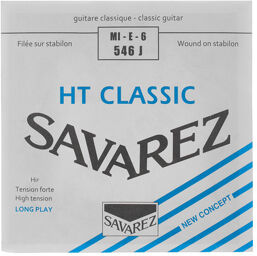 guitare classique - classic guitar
Filée sur stabilon
MI - E - 6
546 J
Wound on stabilon
HT CLASSIC
SAVAREZ
Hir
Tension forte
High tension
LONG PLAY
SAVAREZ
NEW CONCEPT